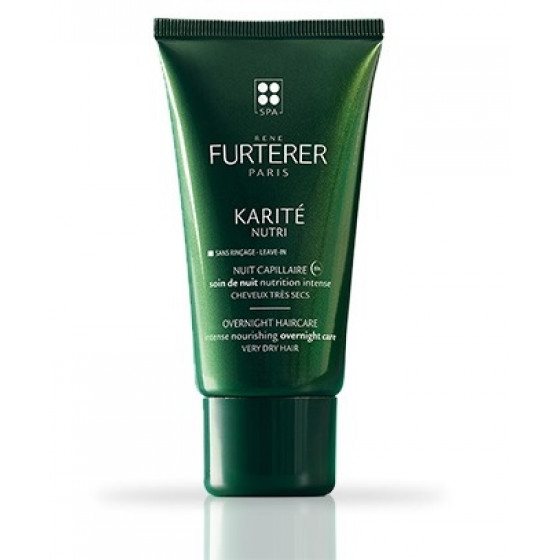 SPA
RENE
FURTERER
PARIS
KARITÉ
NUTRI
SANS RINÇAGE - LEAVE-IN
NUIT CAPILLAIRE
soin de nuit nutrition intense
CHEVEUX TRÈS SECS
OVERNIGHT HAIRCARE
intense nourishing overnight care
VERY DRY HAIR